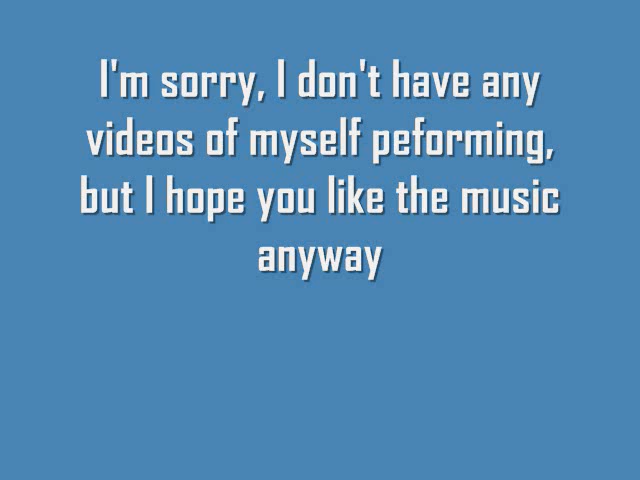 I'm sorry, I don't have any
videos of myself peforming,
but I hope you like the music
anyway